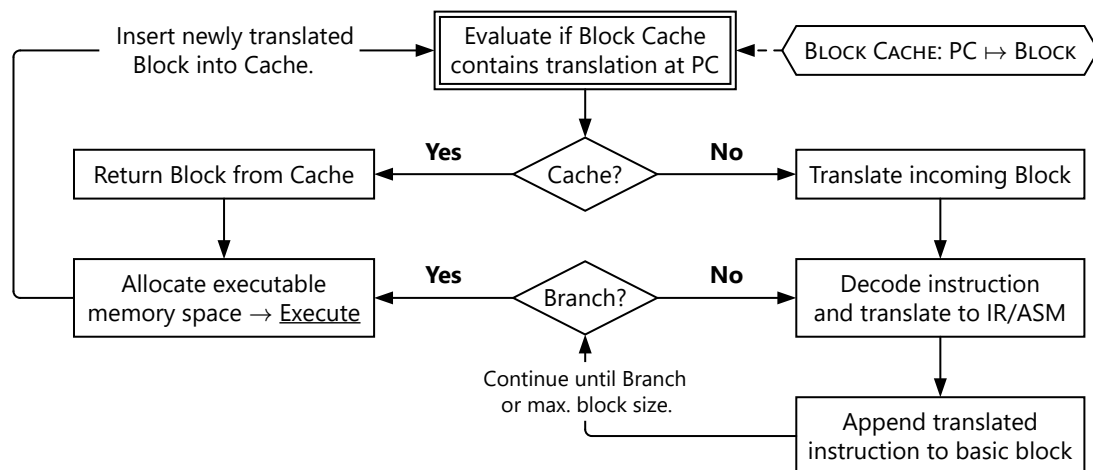 Insert newly translated
Block into Cache.
Evaluate if Block Cache
contains translation at PC
BLOCK CACHE: PC ↦ BLOCK
Yes
Cache?
No
Return Block from Cache
Translate incoming Block
Allocate executable
memory space → Execute
Yes
Branch?
No
Decode instruction
and translate to IR/ASM
Continue until Branch
or max. block size.
Append translated
instruction to basic block